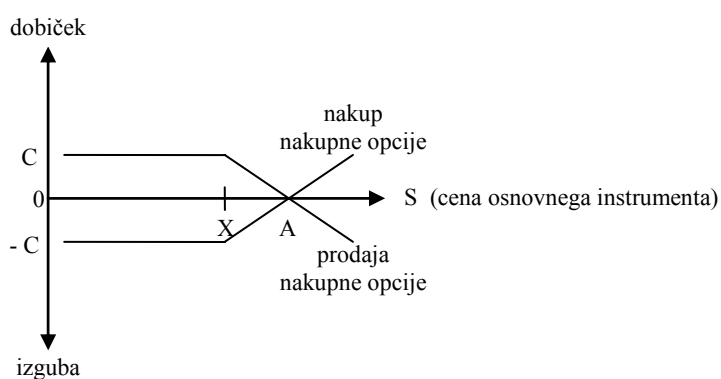 dobiček
nakup
nakupne opcije
C
0
S (cena osnovnega instrumenta)
X
A
- C
prodaja
nakupne opcije
izguba